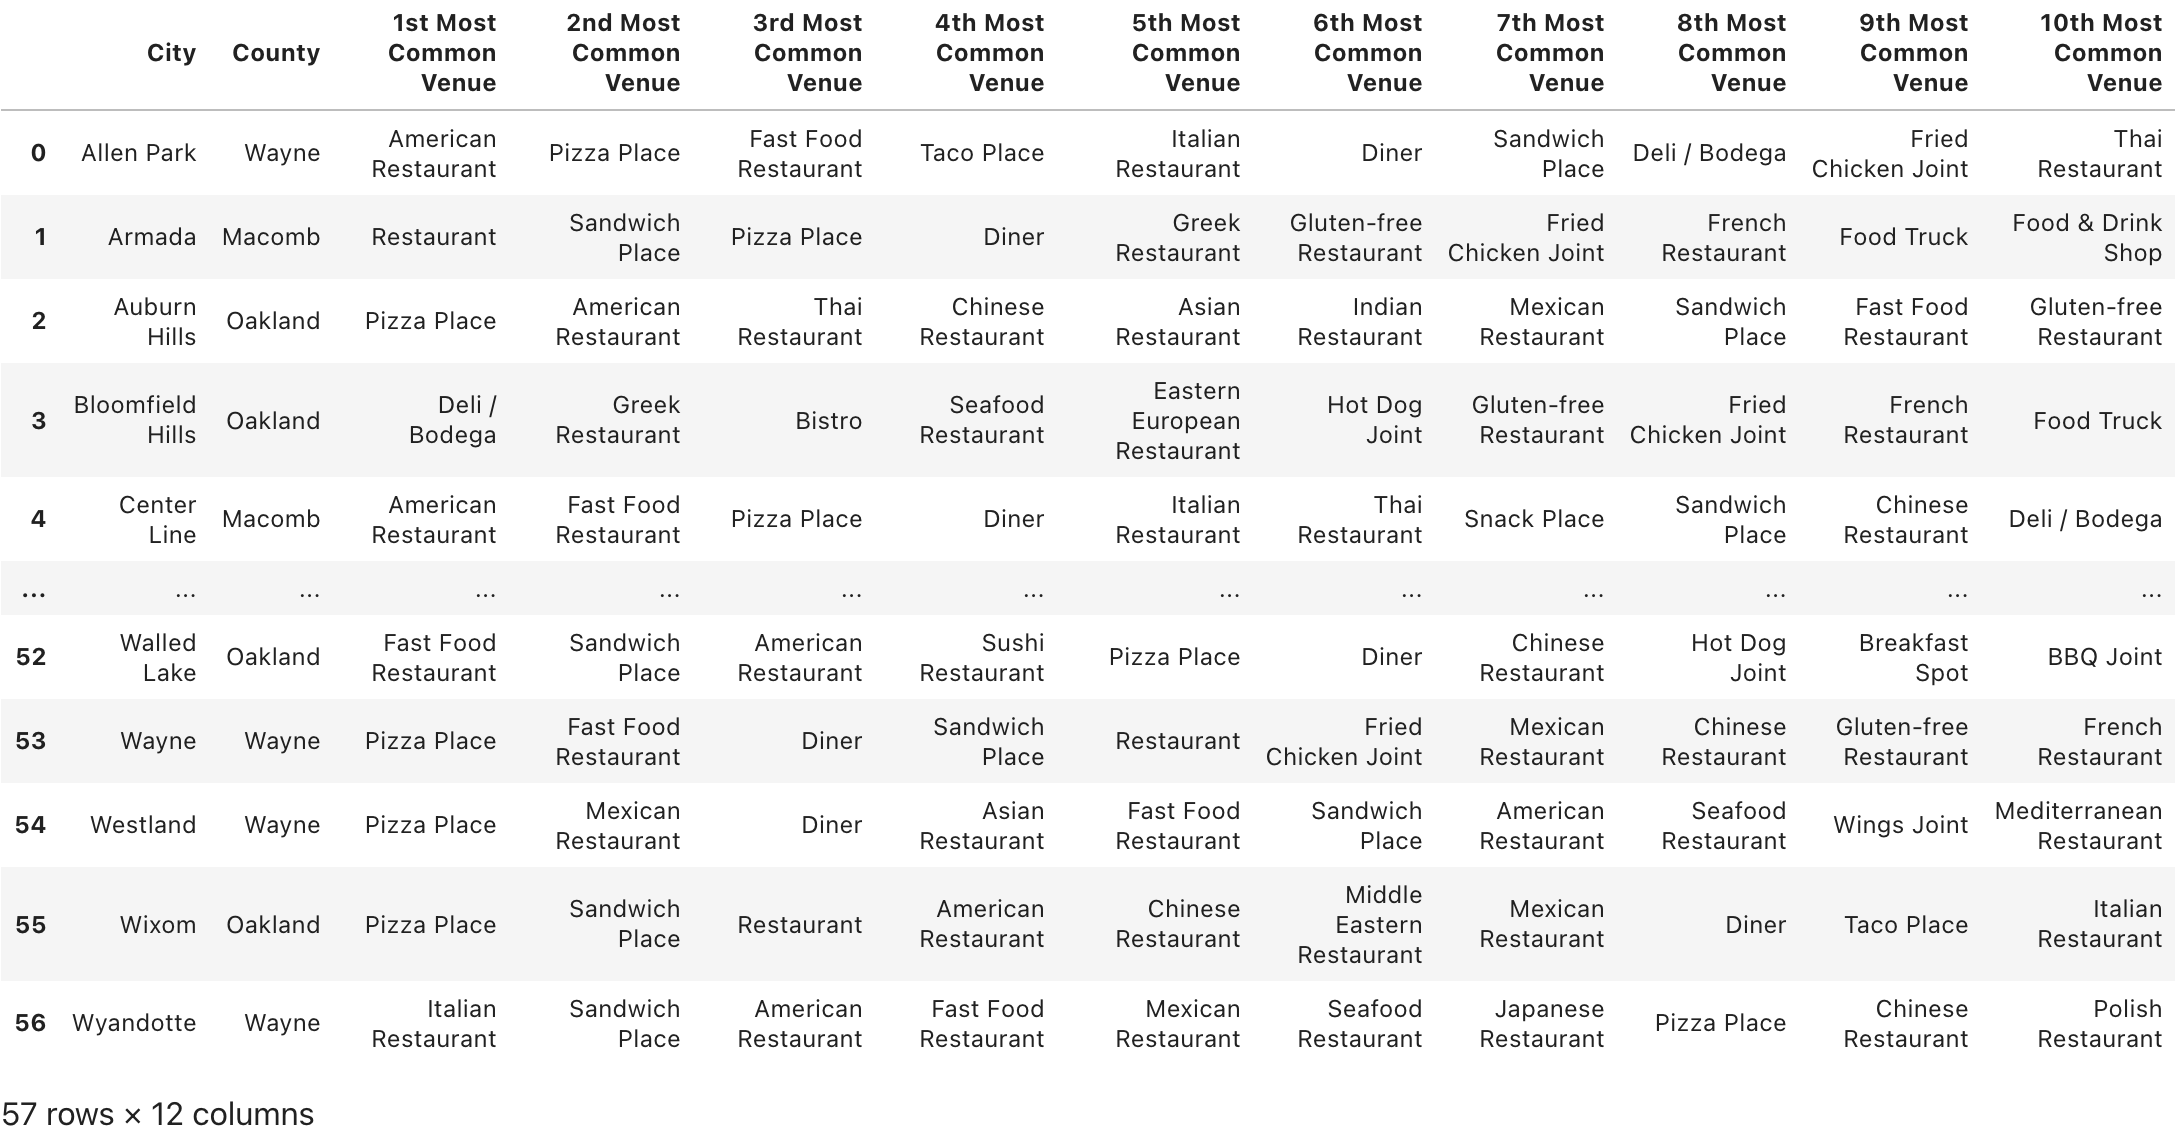 City County 1st Most Common Venue 2nd Most Common Venue 3rd Most Common Venue 4th Most Common Venue 5th Most Common Venue 6th Most Common Venue 7th Most Common Venue 8th Most Common Venue 9th Most Common Venue 10th Most Common Venue
0 Allen Park Wayne American Restaurant Pizza Place Fast Food Restaurant Taco Place Italian Restaurant Diner Sandwich Place Deli / Bodega Fried Chicken Joint Thai Restaurant
1 Armada Macomb Restaurant Sandwich Place Pizza Place Diner Greek Restaurant Gluten-free Restaurant Fried Chicken Joint French Restaurant Food Truck Food & Drink Shop
2 Auburn Hills Oakland Pizza Place American Restaurant Thai Restaurant Chinese Restaurant Asian Restaurant Indian Restaurant Mexican Restaurant Sandwich Place Fast Food Restaurant Gluten-free Restaurant
3 Bloomfield Hills Oakland Deli / Bodega Greek Restaurant Bistro Seafood Restaurant Eastern European Restaurant Hot Dog Joint Gluten-free Restaurant Fried Chicken Joint French Restaurant Food Truck
4 Center Line Macomb American Restaurant Fast Food Restaurant Pizza Place Diner Italian Restaurant Thai Restaurant Snack Place Sandwich Place Chinese Restaurant Deli / Bodega
... ... ... ... ... ... ... ... ... ... ... ... ...
52 Walled Lake Oakland Fast Food Restaurant Sandwich Place American Restaurant Sushi Restaurant Pizza Place Diner Chinese Restaurant Hot Dog Joint Breakfast Spot BBQ Joint
53 Wayne Wayne Pizza Place Fast Food Restaurant Diner Sandwich Place Restaurant Fried Chicken Joint Mexican Restaurant Chinese Restaurant Gluten-free Restaurant French Restaurant
54 Westland Wayne Pizza Place Mexican Restaurant Diner Asian Restaurant Fast Food Restaurant Sandwich Place American Restaurant Seafood Restaurant Wings Joint Mediterranean Restaurant
55 Wixom Oakland Pizza Place Sandwich Place Restaurant American Restaurant Chinese Restaurant Middle Eastern Restaurant Mexican Restaurant Diner Taco Place Italian Restaurant
56 Wyandotte Wayne Italian Restaurant Sandwich Place American Restaurant Fast Food Restaurant Mexican Restaurant Seafood Restaurant Japanese Restaurant Pizza Place Chinese Restaurant Polish Restaurant
57 rows × 12 columns